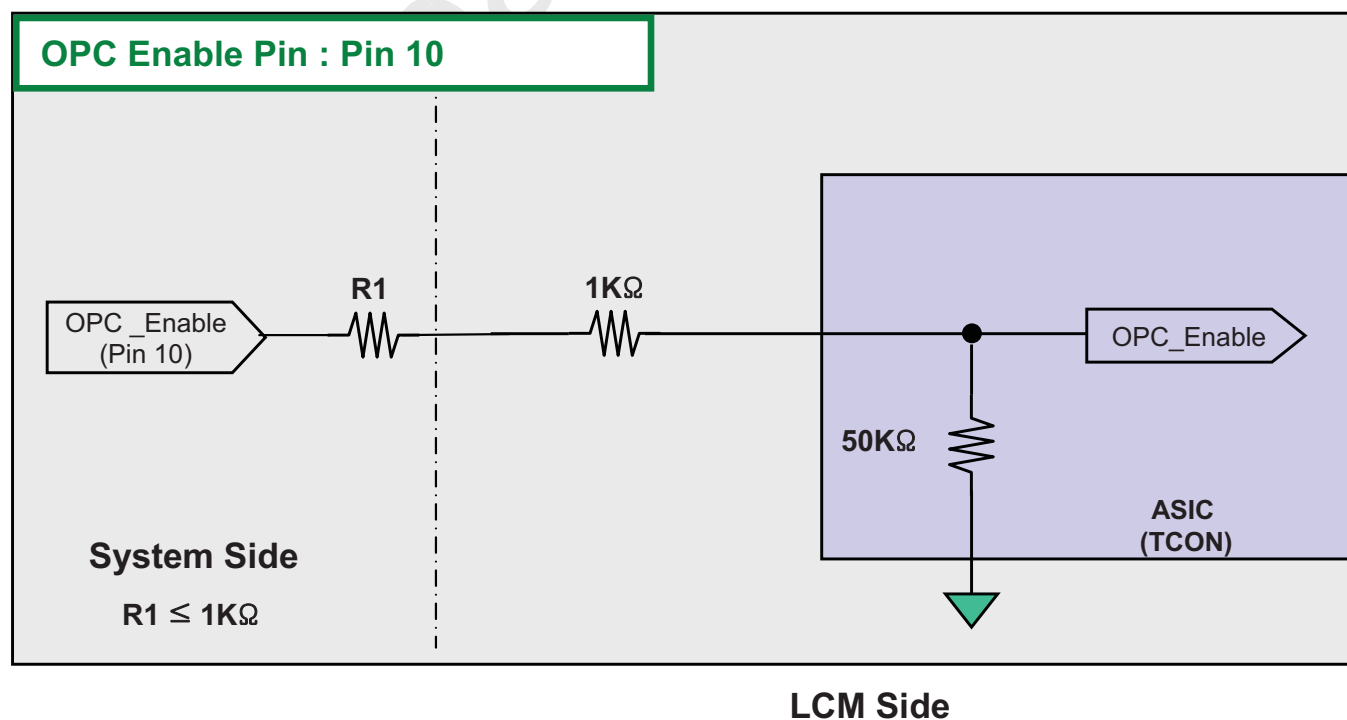 OPC Enable Pin : Pin 10
R1
1KΩ
OPC _Enable
(Pin 10)
OPC_Enable
50KΩ
ASIC
(TCON)
System Side
R1 ≤ 1KΩ
LCM Side